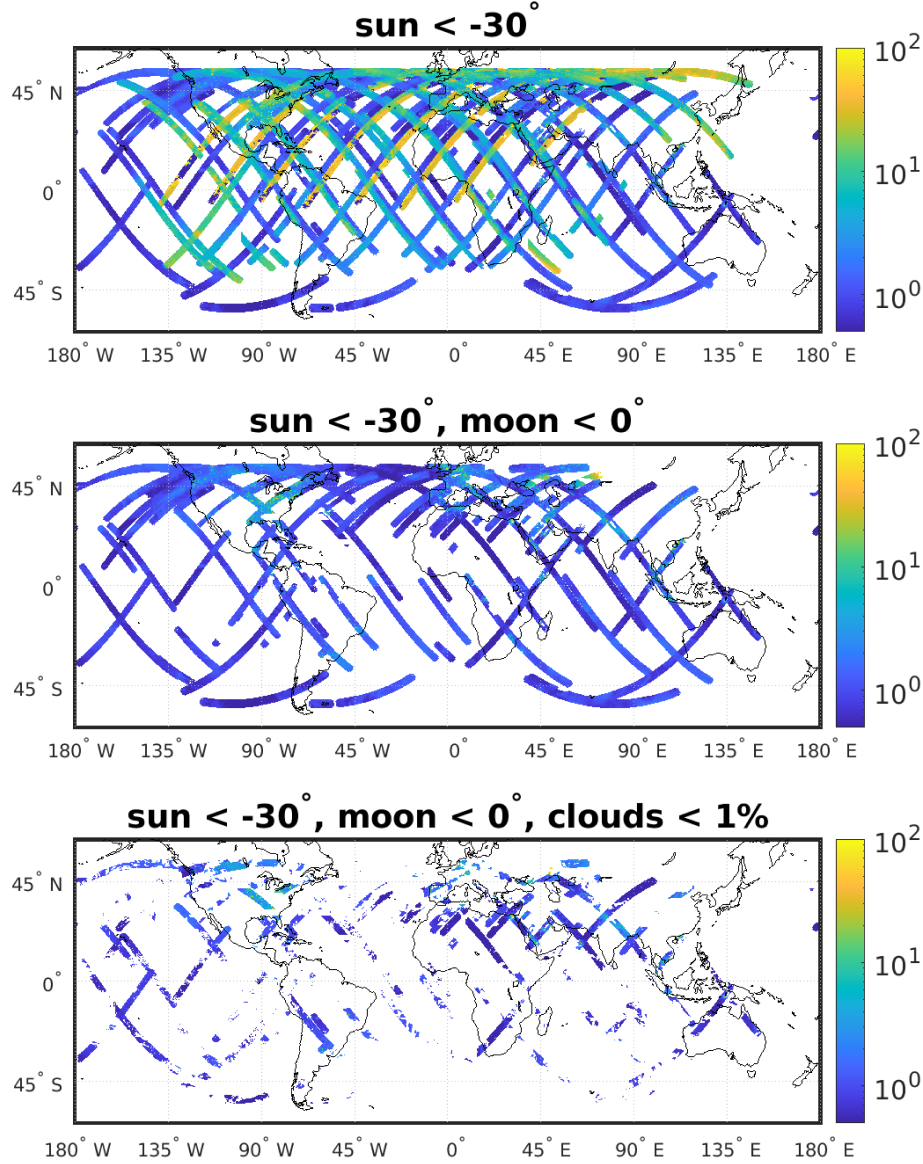 sun < -30°
45° N
0°
45° S
180° W 135° W 90° W 45° W 0° 45° E 90° E 135° E 180° E
10²
10¹
10⁰
sun < -30°, moon < 0°
45° N
0°
45° S
180° W 135° W 90° W 45° W 0° 45° E 90° E 135° E 180° E
10²
10¹
10⁰
sun < -30°, moon < 0°, clouds < 1%
45° N
0°
45° S
180° W 135° W 90° W 45° W 0° 45° E 90° E 135° E 180° E
10²
10¹
10⁰